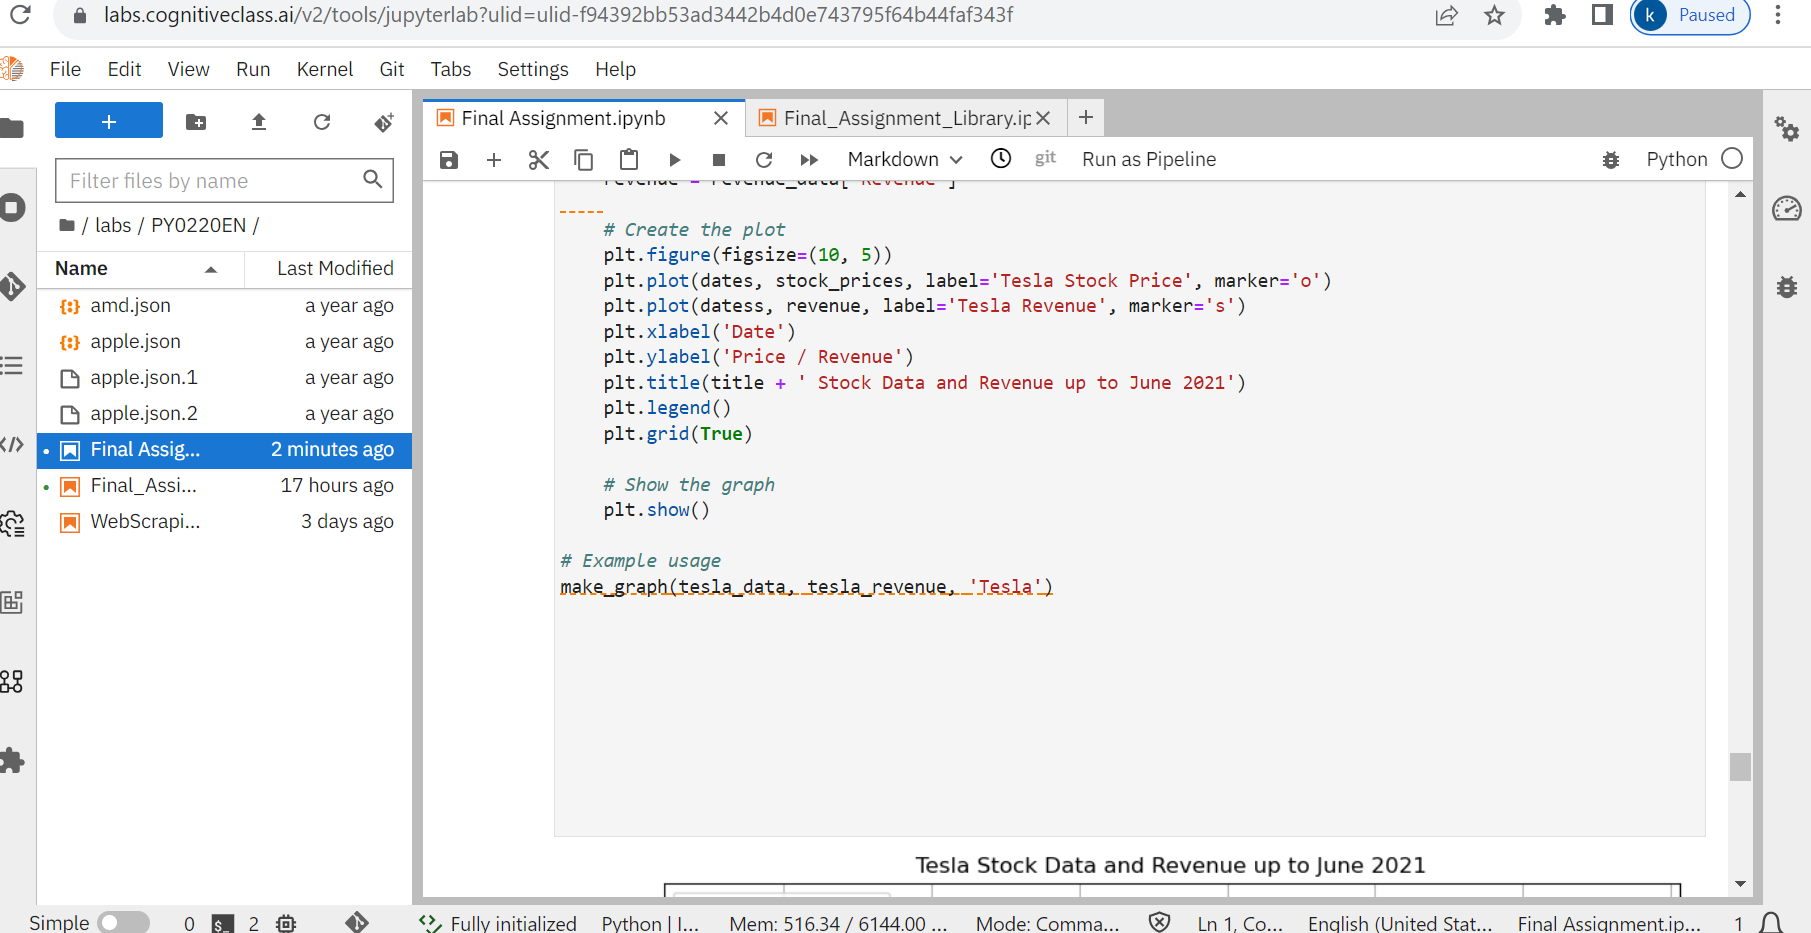 labs.cognitiveclass.ai/v2/tools/jupyterlab?ulid=ulid-f94392bb53ad3442b4d0e743795f64b44faf343f
k Paused
File Edit View Run Kernel Git Tabs Settings Help
Final Assignment.ipynb
Final_Assignment_Library.ip
Markdown
git
Run as Pipeline
Python
Filter files by name
/ labs / PY0220EN /
Name Last Modified
amd.json a year ago
apple.json a year ago
apple.json.1 a year ago
apple.json.2 a year ago
Final Assig... 2 minutes ago
Final_Assi... 17 hours ago
WebScrapi... 3 days ago
revenue = revenue_data['Revenue']
# Create the plot
plt.figure(figsize=(10, 5))
plt.plot(dates, stock_prices, label='Tesla Stock Price', marker='o')
plt.plot(datess, revenue, label='Tesla Revenue', marker='s')
plt.xlabel('Date')
plt.ylabel('Price / Revenue')
plt.title(title + ' Stock Data and Revenue up to June 2021')
plt.legend()
plt.grid(True)
# Show the graph
plt.show()
# Example usage
make_graph(tesla_data, tesla_revenue, 'Tesla')
Tesla Stock Data and Revenue up to June 2021
Simple 0 $_ 2 Fully initialized Python | I... Mem: 516.34 / 6144.00 ... Mode: Comma... Ln 1, Co... English (United Stat... Final Assignment.ip... 1